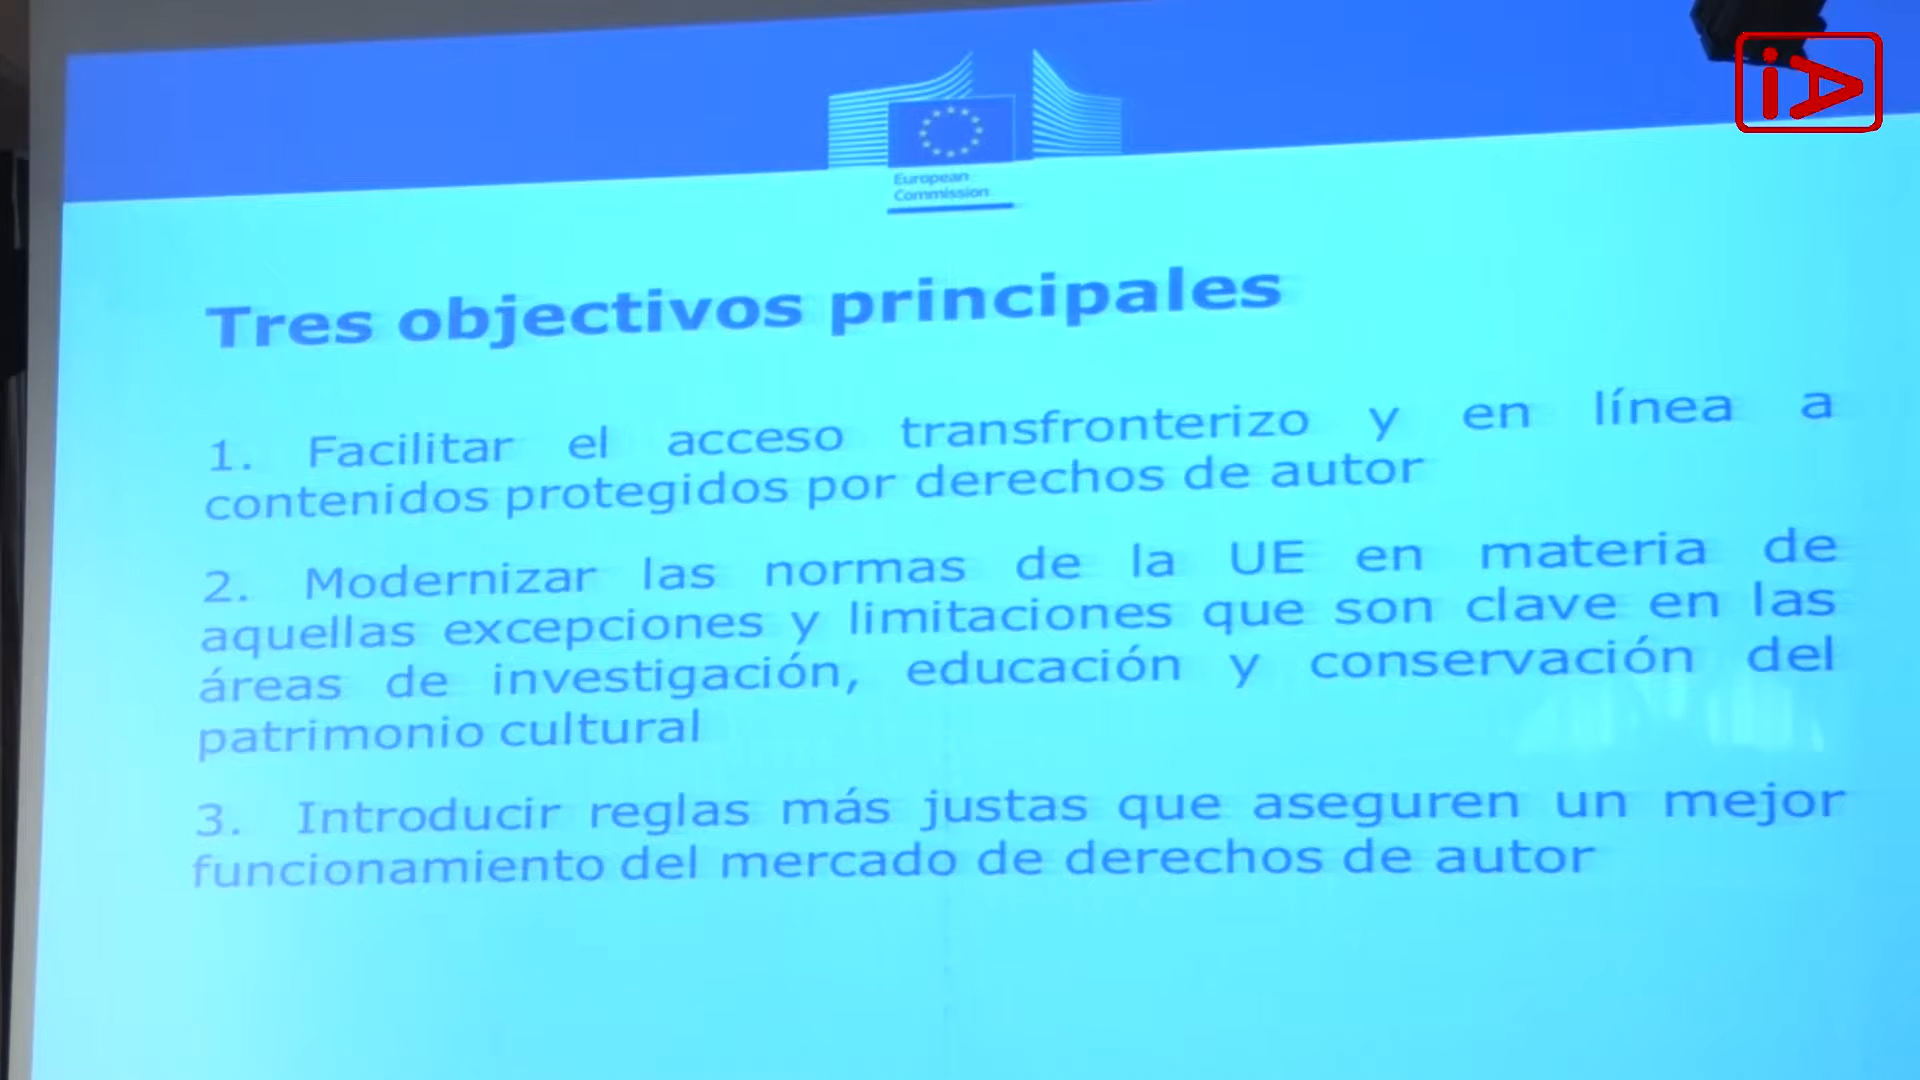 iA
European
Commission
Tres objectivos principales
1. Facilitar el acceso transfronterizo y en línea a
contenidos protegidos por derechos de autor
2. Modernizar las normas de la UE en materia de
aquellas excepciones y limitaciones que son clave en las
áreas de investigación, educación y conservación del
patrimonio cultural
3. Introducir reglas más justas que aseguren un mejor
funcionamiento del mercado de derechos de autor